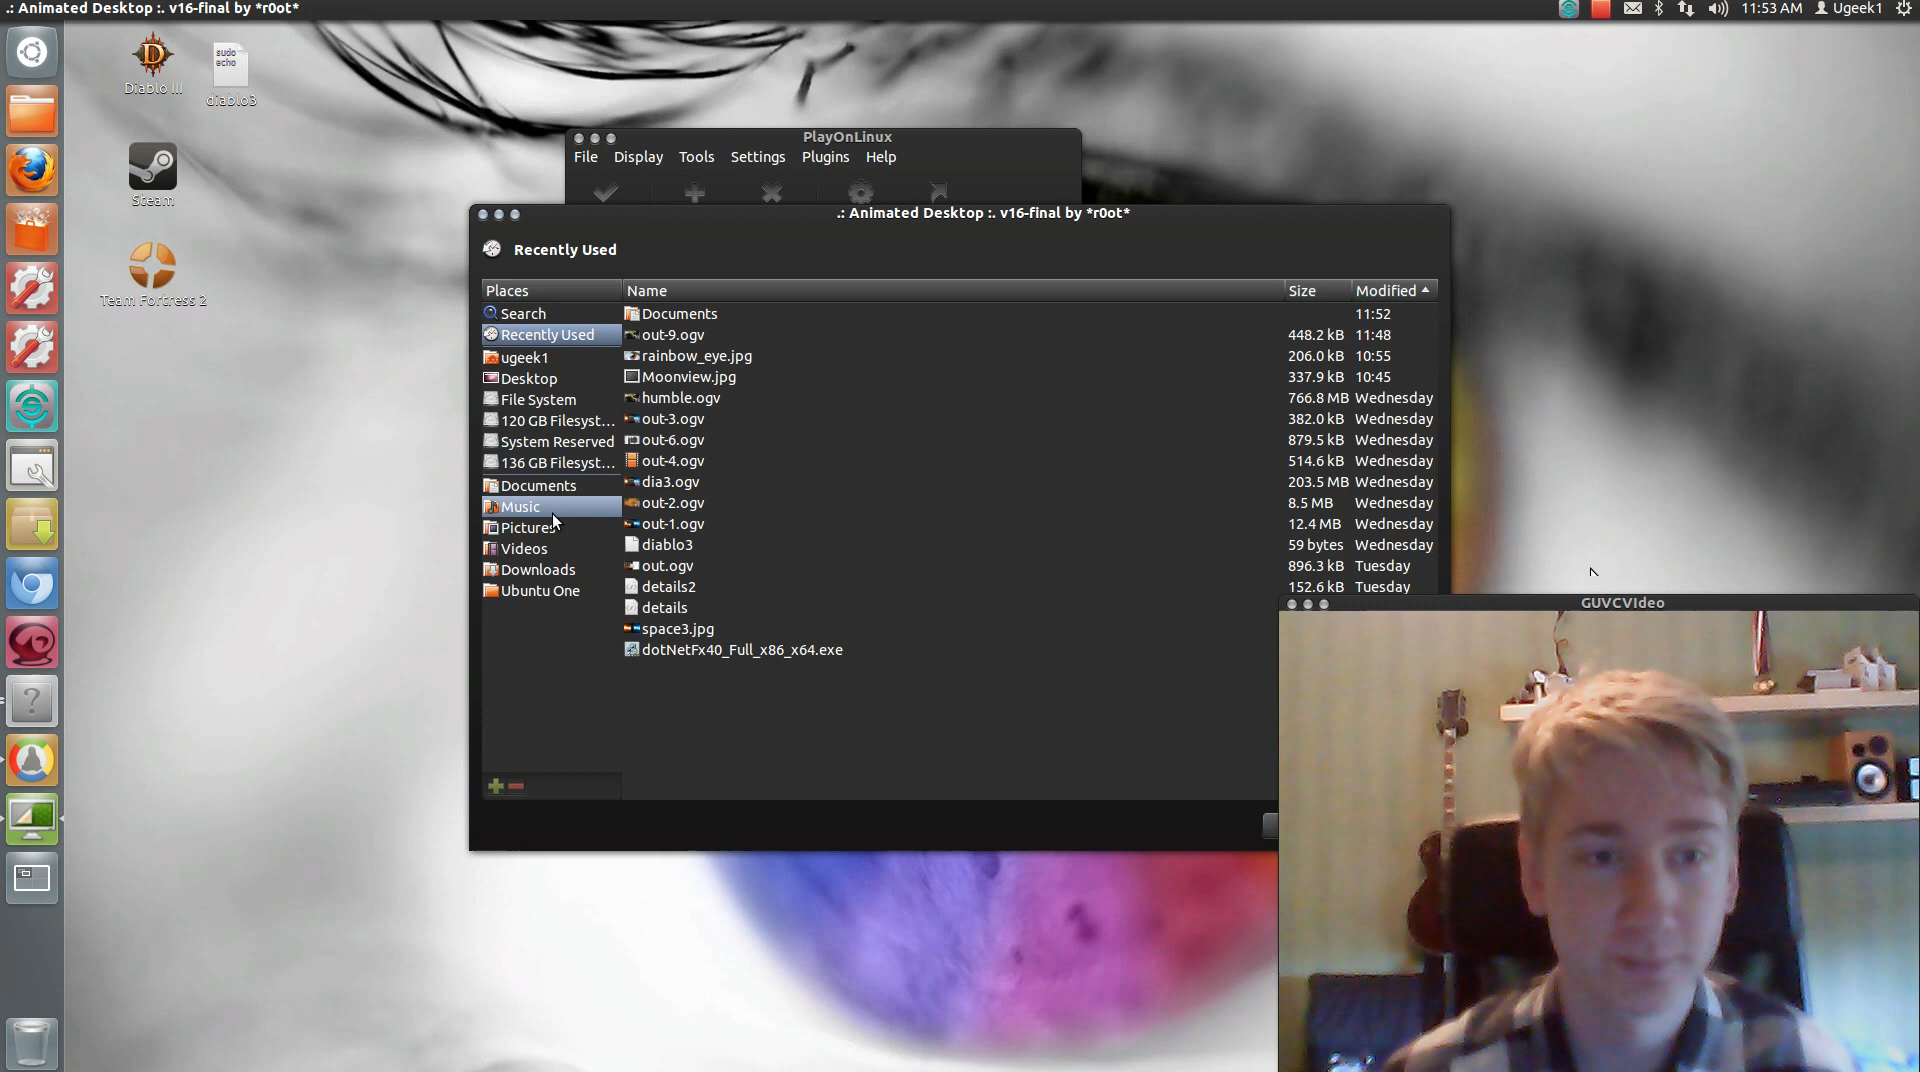 .: Animated Desktop :. v16-final by *r0ot*
11:53 AM Ugeek1
Diablo III
sudo
echo
diablo3
Steam
Team Fortress 2
PlayOnLinux
File Display Tools Settings Plugins Help
.: Animated Desktop :. v16-final by *r0ot*
Recently Used
Places
Search
Recently Used
ugeek1
Desktop
File System
120 GB Filesyst...
System Reserved
136 GB Filesyst...
Documents
Music
Pictures
Videos
Downloads
Ubuntu One
Name Size Modified
Documents 11:52
out-9.ogv 448.2 kB 11:48
rainbow_eye.jpg 206.0 kB 10:55
Moonview.jpg 337.9 kB 10:45
humble.ogv 766.8 MB Wednesday
out-3.ogv 382.0 kB Wednesday
out-6.ogv 879.5 kB Wednesday
out-4.ogv 514.6 kB Wednesday
dia3.ogv 203.5 MB Wednesday
out-2.ogv 8.5 MB Wednesday
out-1.ogv 12.4 MB Wednesday
diablo3 59 bytes Wednesday
out.ogv 896.3 kB Tuesday
details2 152.6 kB Tuesday
details
space3.jpg
dotNetFx40_Full_x86_x64.exe
GUVCVIdeo